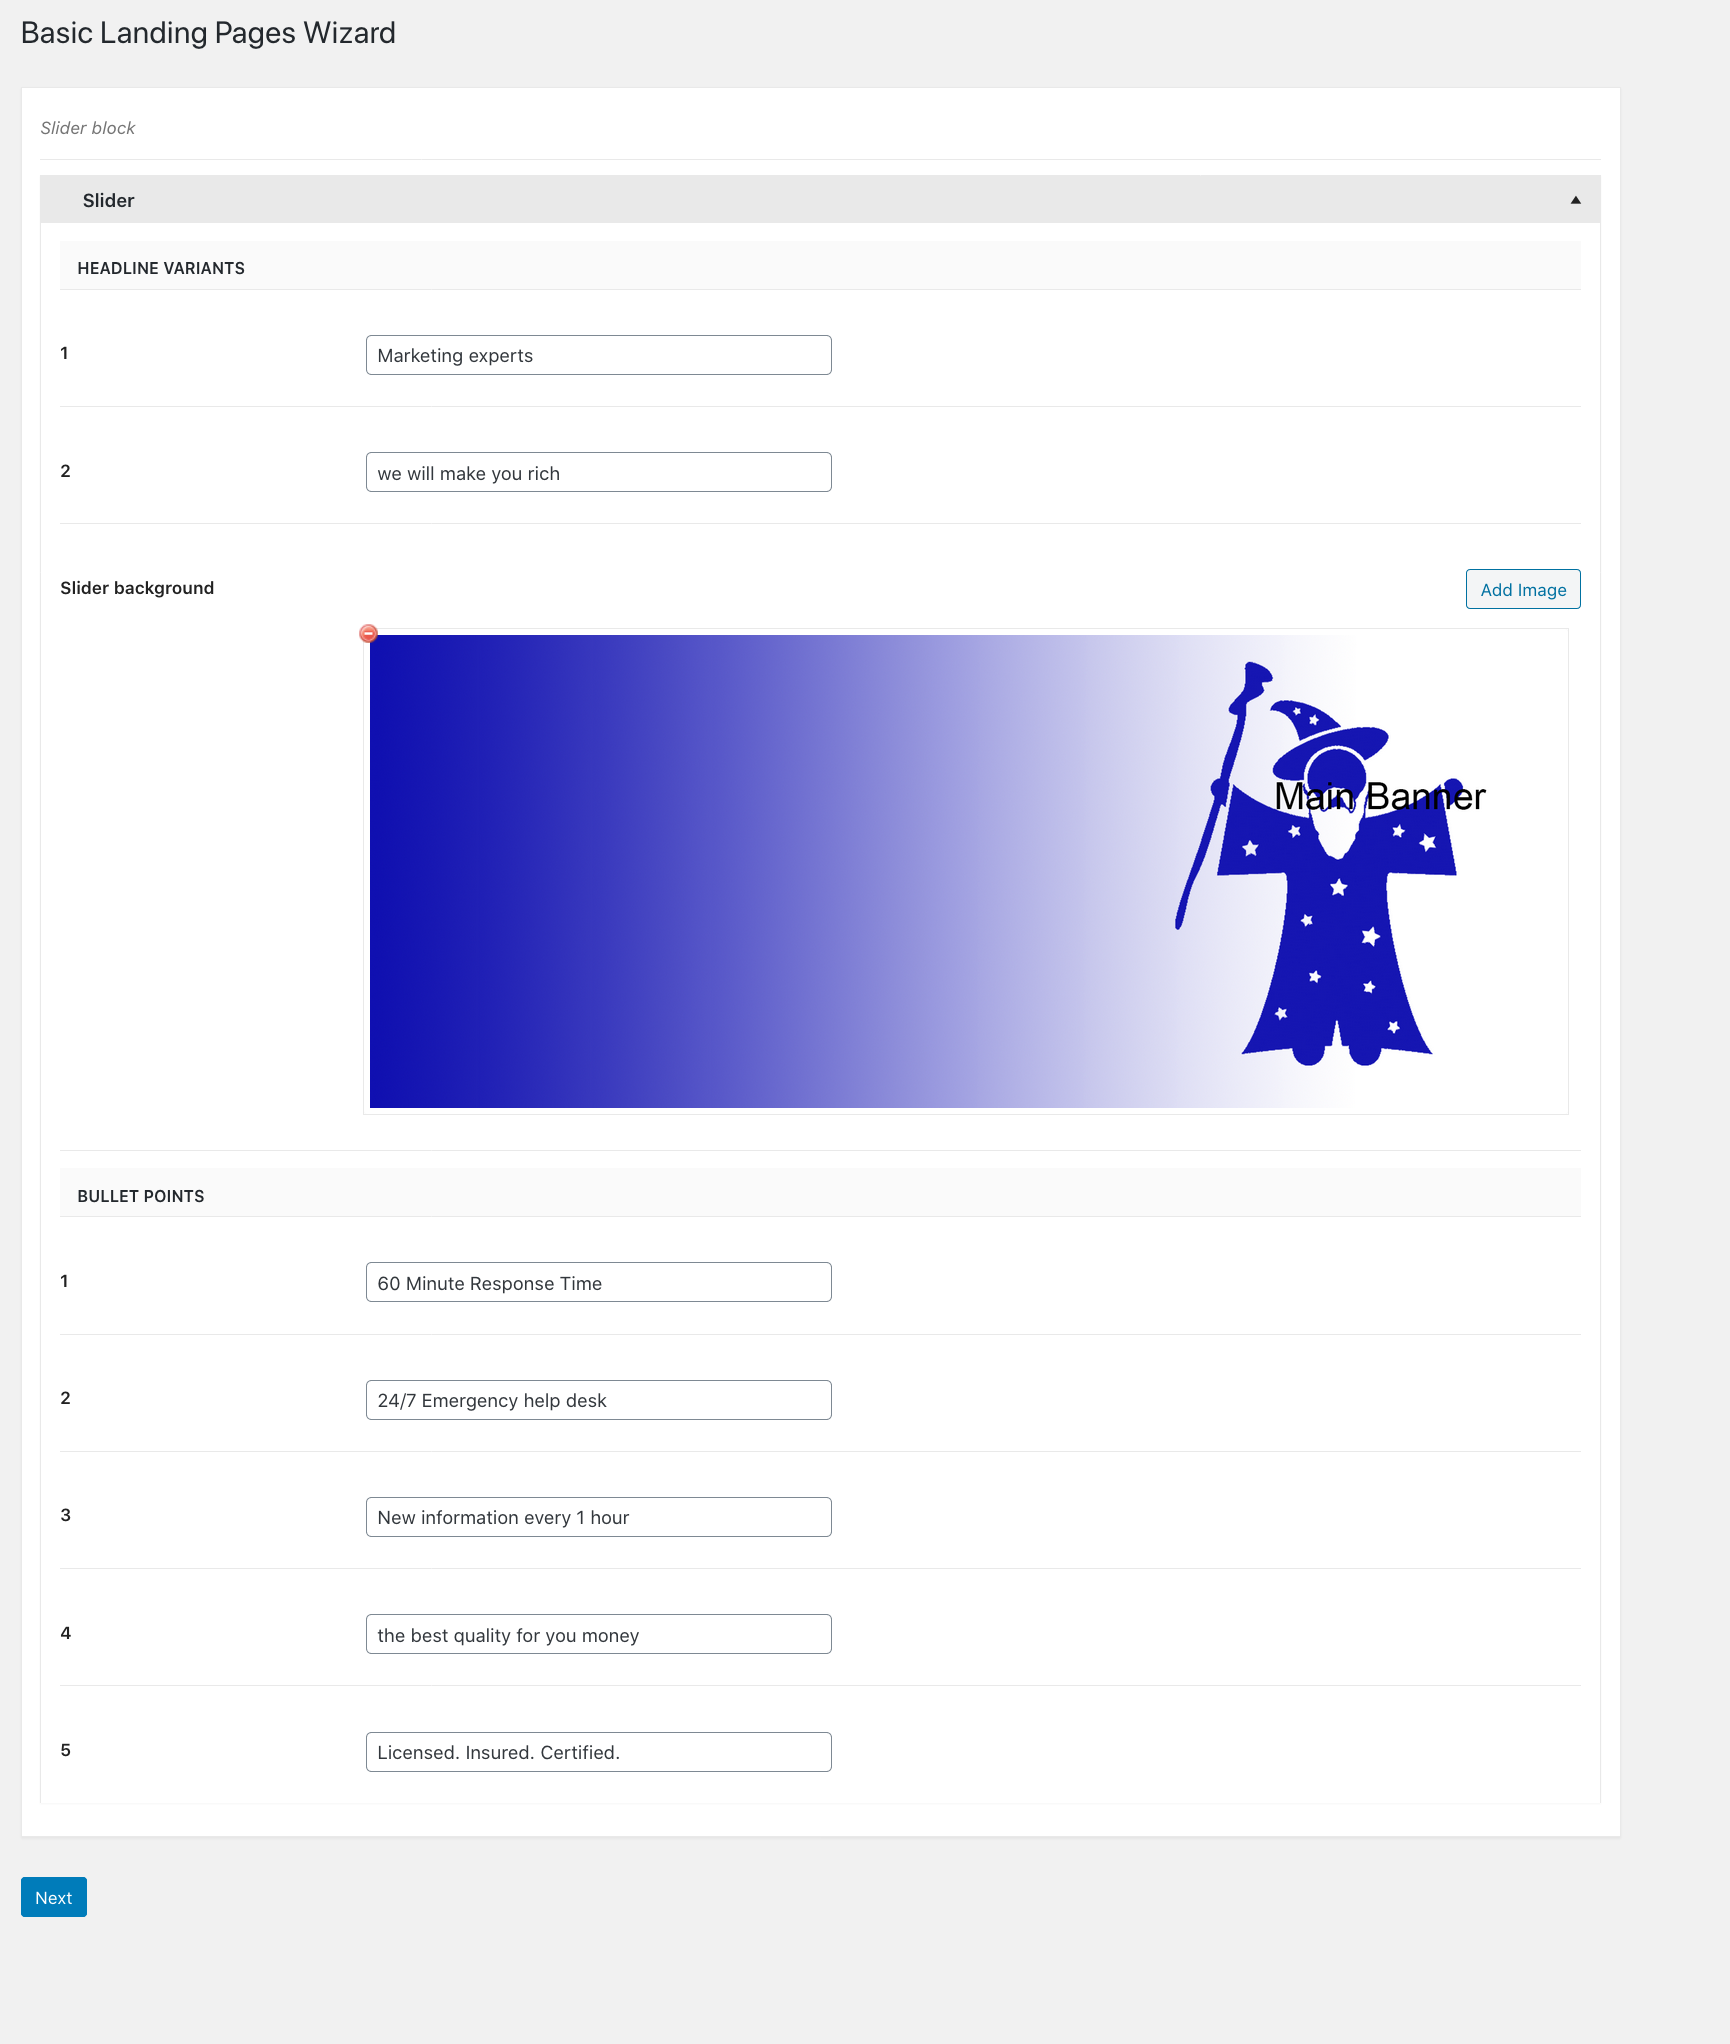 Basic Landing Pages Wizard
Slider block
Slider
HEADLINE VARIANTS
1
Marketing experts
2
we will make you rich
Slider background
Add Image
Main Banner
BULLET POINTS
1
60 Minute Response Time
2
24/7 Emergency help desk
3
New information every 1 hour
4
the best quality for you money
5
Licensed. Insured. Certified.
Next